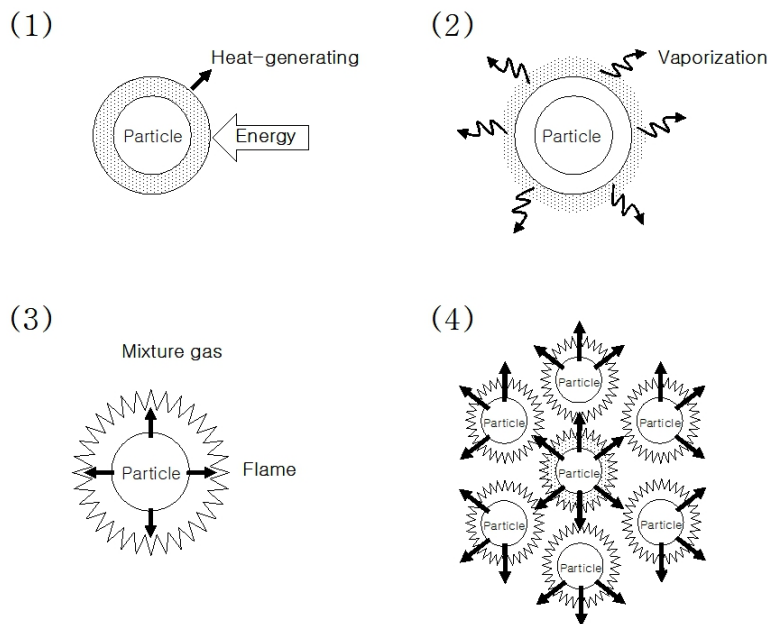 (1)
Heat-generating
Particle
Energy
(2)
Vaporization
Particle
(3)
Mixture gas
Particle
Flame
(4)
Particle
Particle
Particle
Particle
Particle
Particle
Particle